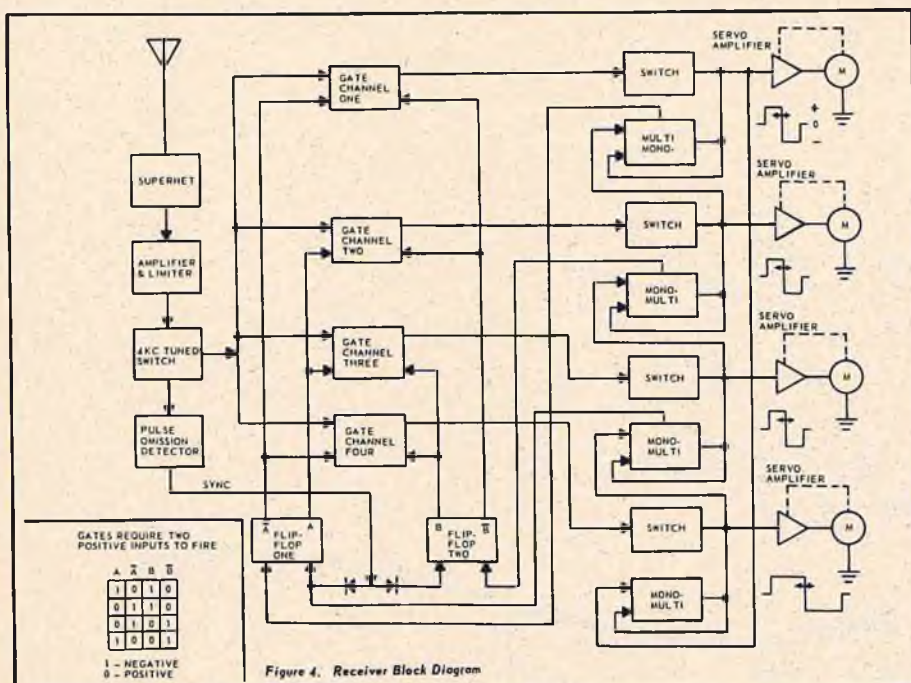 SERVO
AMPLIFIER
GATE
CHANNEL
ONE
SWITCH
M
+
0
-
MULTI
MONO-
SUPERNET
SERVO
AMPLIFIER
GATE
CHANNEL
TWO
SWITCH
M
AMPLIFIER
& LIMITER
MONO-
MULTI
SERVO
AMPLIFIER
4KC TUNED
SWITCH
GATE
CHANNEL
THREE
SWITCH
M
PULSE
OMISSION
DETECTOR
GATE
CHANNEL
FOUR
MONO-
MULTI
SERVO
AMPLIFIER
SYNC
Ā A
FLIP-
FLOP
ONE
B B̄
FLIP-
FLOP
TWO
SWITCH
M
MONO-
MULTI
GATES REQUIRE TWO
POSITIVE INPUTS TO FIRE
A Ā B B̄
1 0 1 0
0 1 1 0
0 1 0 1
1 0 0 1
1 - NEGATIVE
0 - POSITIVE
Figure 4. Receiver Block Diagram